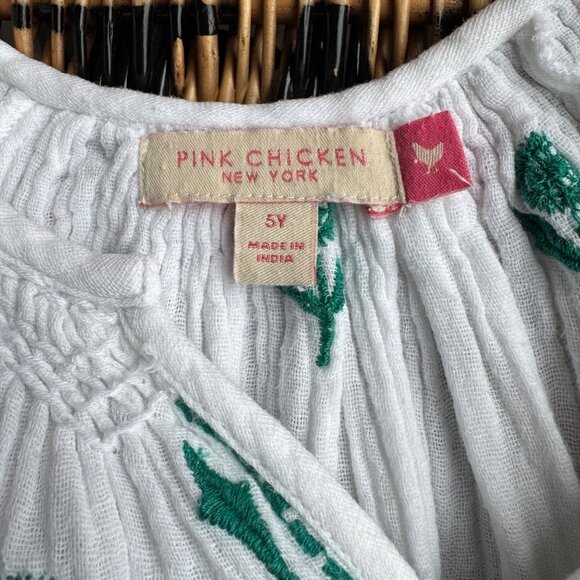 PINK CHICKEN
NEW YORK
5Y
MADE IN
INDIA